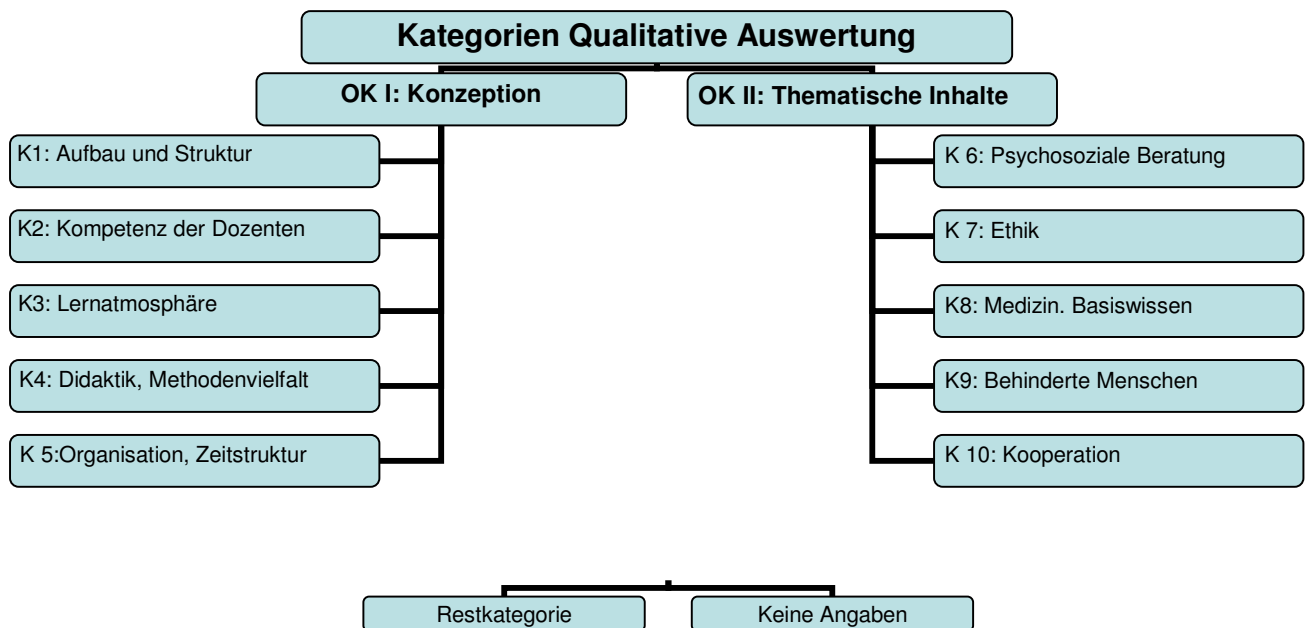 Kategorien Qualitative Auswertung
OK I: Konzeption
OK II: Thematische Inhalte
K1: Aufbau und Struktur
K2: Kompetenz der Dozenten
K3: Lernatmosphäre
K4: Didaktik, Methodenvielfalt
K 5:Organisation, Zeitstruktur
K 6: Psychosoziale Beratung
K 7: Ethik
K8: Medizin. Basiswissen
K9: Behinderte Menschen
K 10: Kooperation
Restkategorie
Keine Angaben